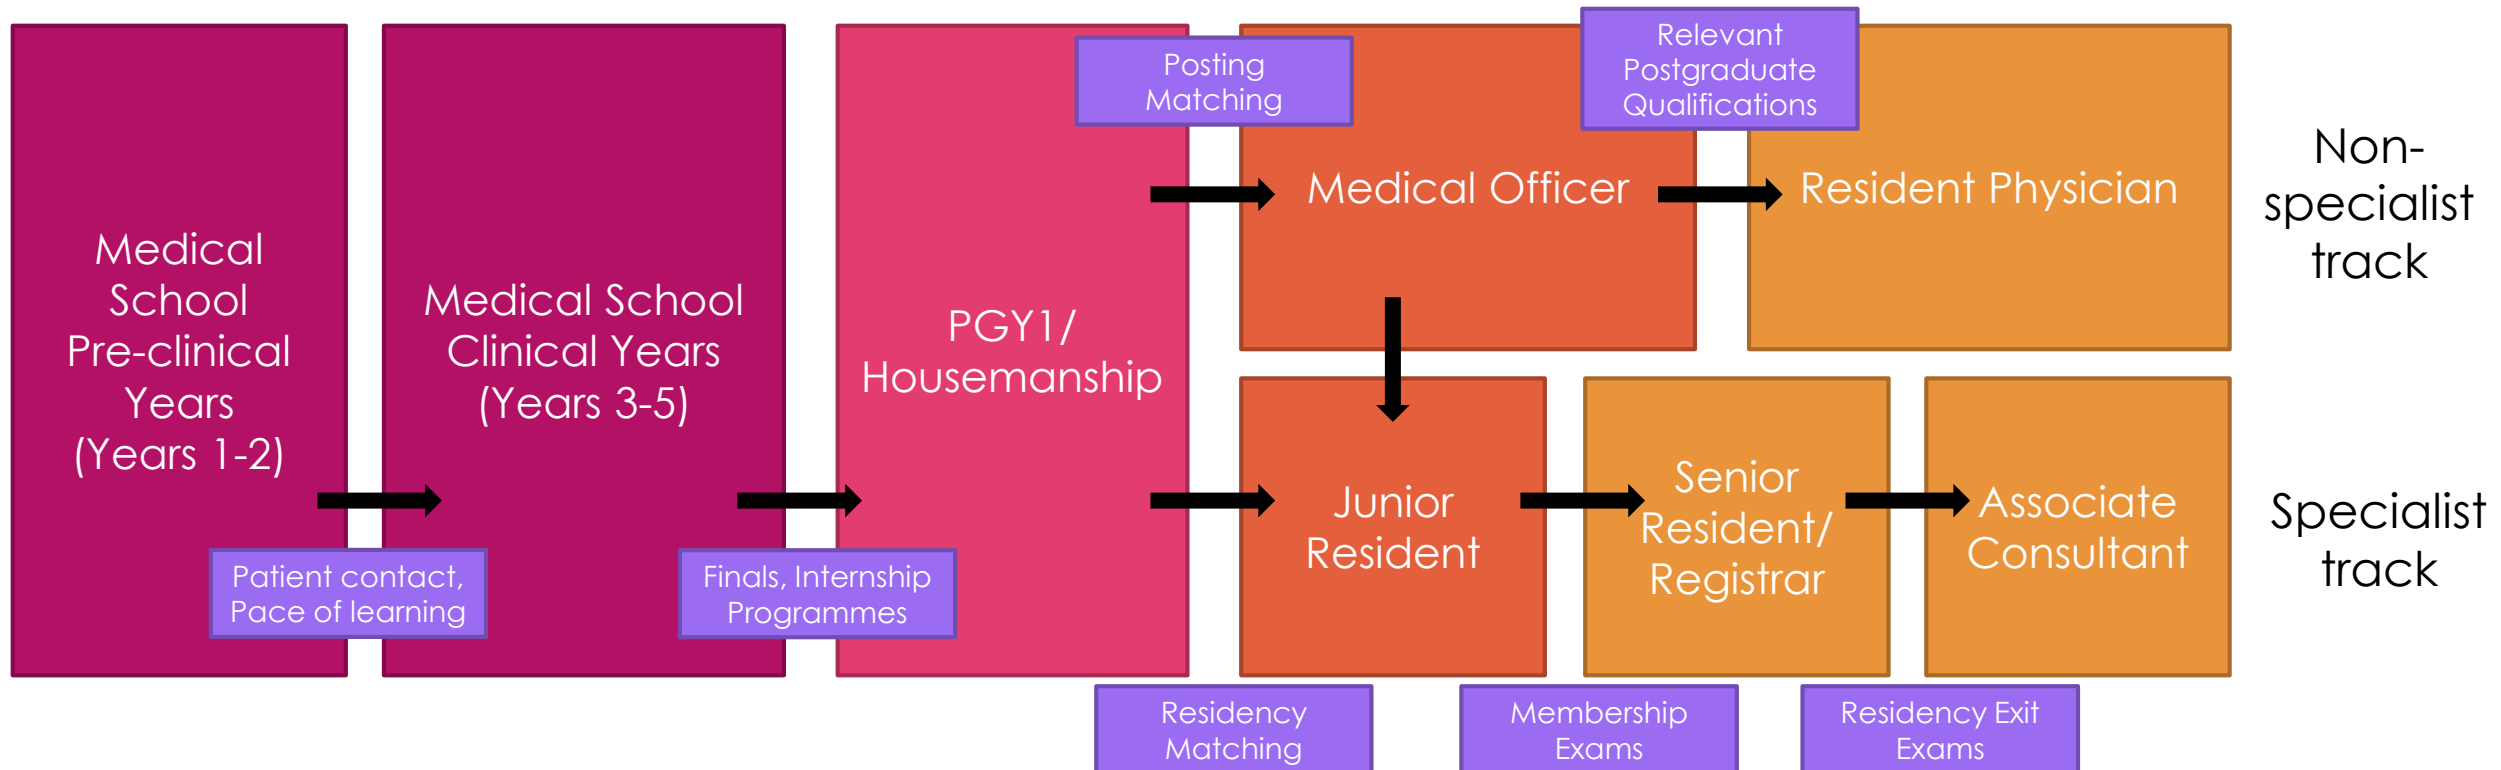 Medical
School
Pre-clinical
Years
(Years 1-2)
Patient contact,
Pace of learning
Medical School
Clinical Years
(Years 3-5)
Finals, Internship
Programmes
PGY1/
Housemanship
Posting
Matching
Medical Officer
Relevant
Postgraduate
Qualifications
Resident Physician
Non-
specialist
track
Residency
Matching
Junior
Resident
Membership
Exams
Senior
Resident/
Registrar
Residency Exit
Exams
Associate
Consultant
Specialist
track